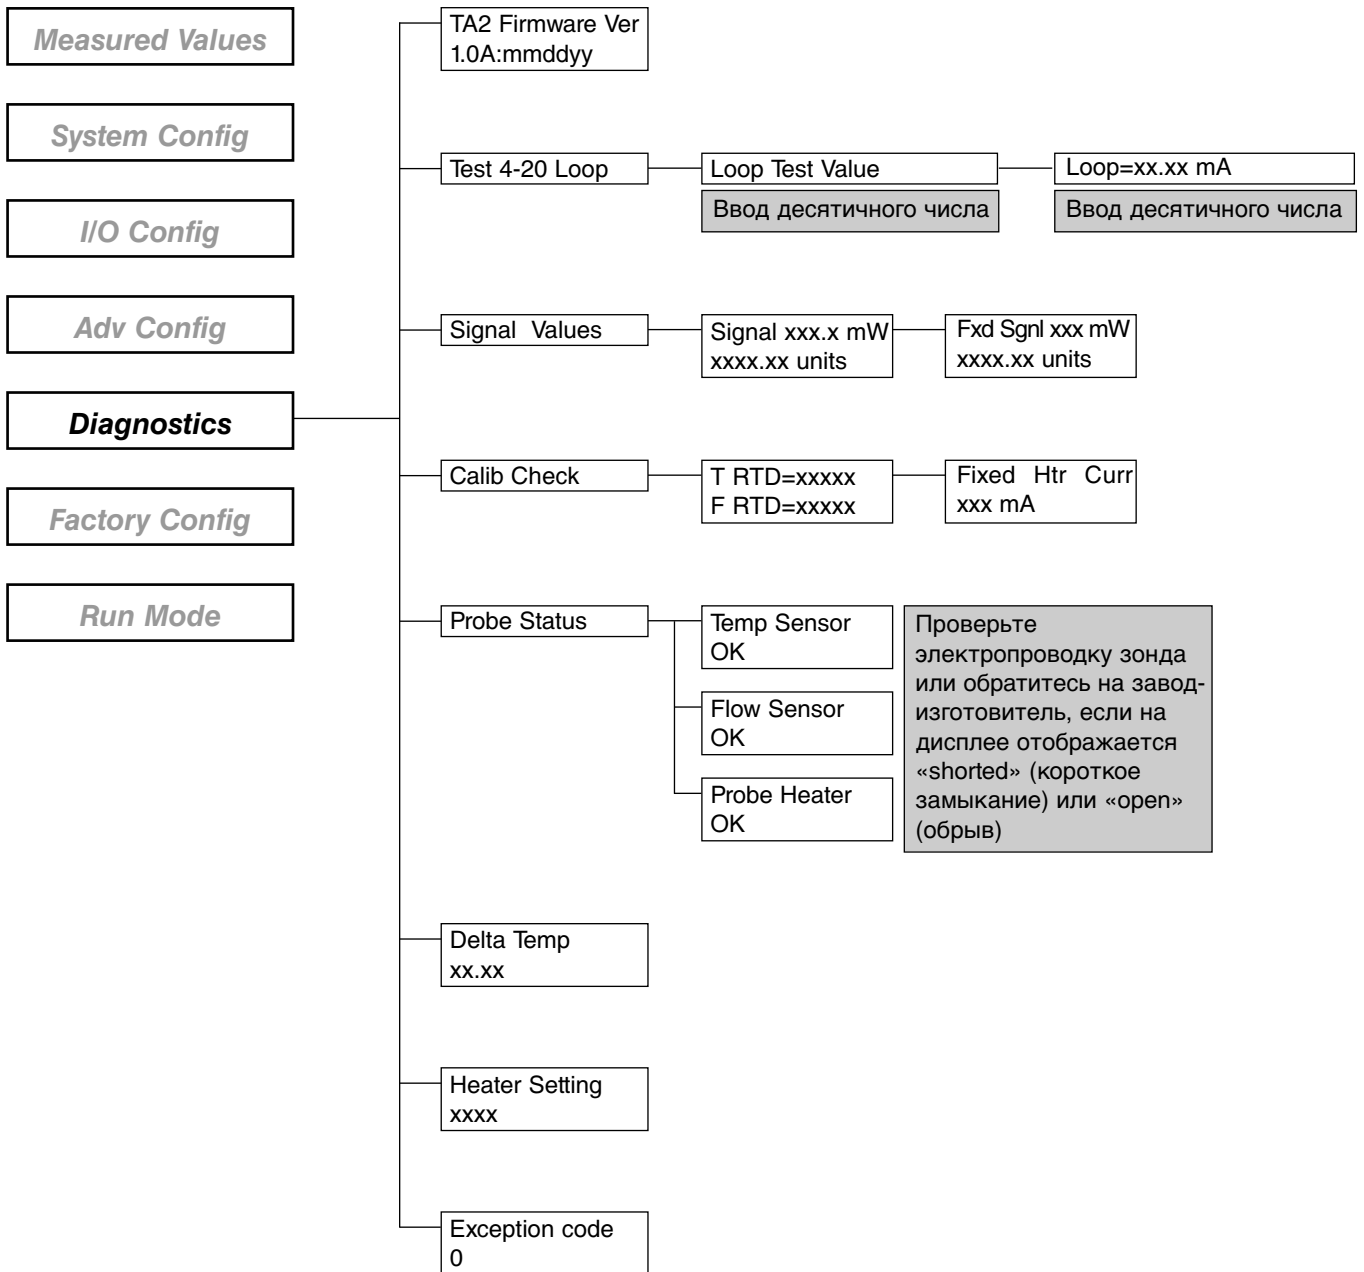 Measured Values
System Config
I/O Config
Adv Config
Diagnostics
Factory Config
Run Mode
TA2 Firmware Ver
1.0A:mmddyy
Test 4-20 Loop
Loop Test Value
Ввод десятичного числа
Loop=xx.xx mA
Ввод десятичного числа
Signal Values
Signal xxx.x mW
xxxx.xx units
Fxd Sgnl xxx mW
xxxx.xx units
Calib Check
T RTD=xxxxx
F RTD=xxxxx
Fixed Htr Curr
xxx mA
Probe Status
Temp Sensor
OK
Flow Sensor
OK
Probe Heater
OK
Проверьте
электропроводку зонда
или обратитесь на завод-
изготовитель, если на
дисплее отображается
«shorted» (короткое
замыкание) или «open»
(обрыв)
Delta Temp
xx.xx
Heater Setting
xxxx
Exception code
0